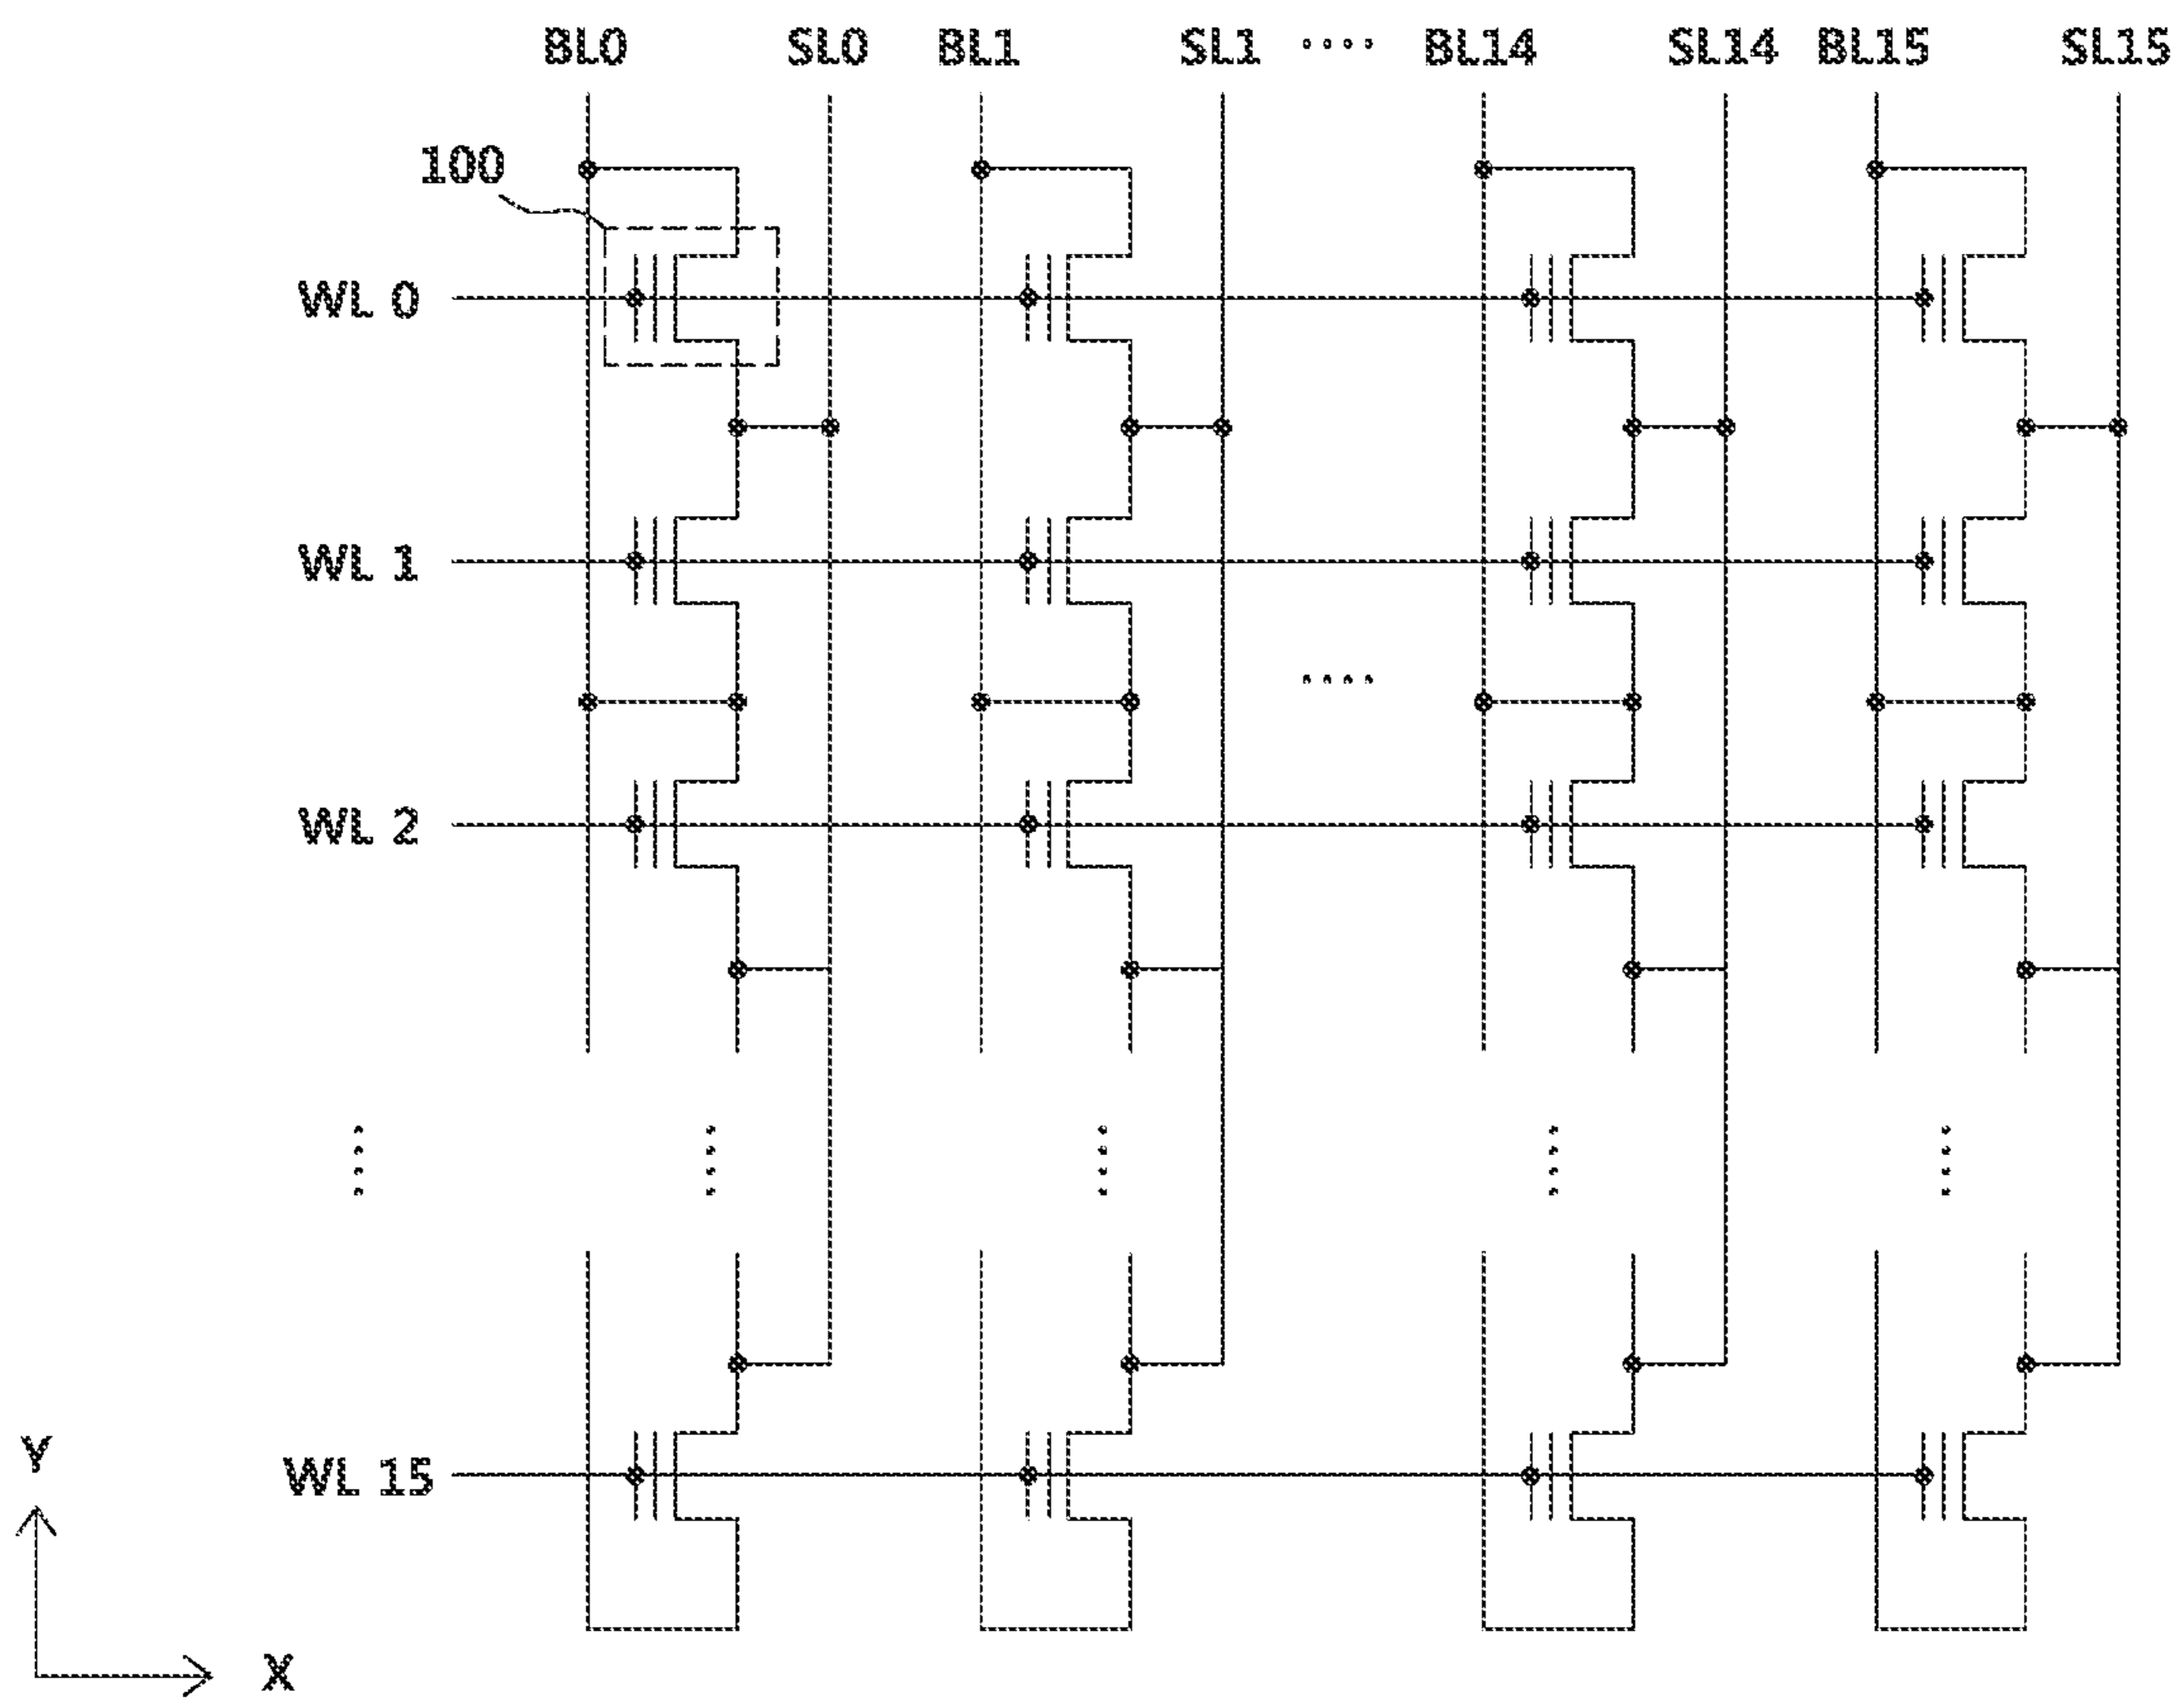 BL0 SL0 BL1 SL1 .... BL14 SL14 BL15 SL15
100
WL 0
WL 1
....
WL 2
.... .... .... .... ....
WL 15
Y
X